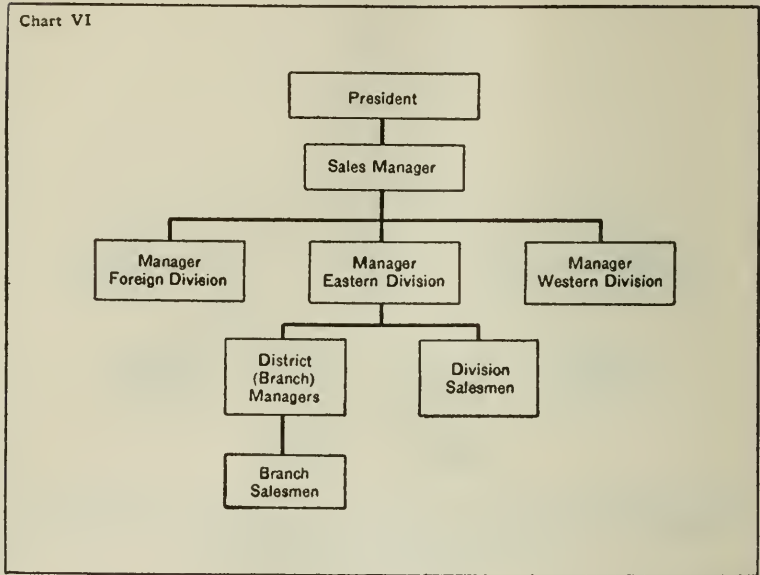 Chart VI
President
Sales Manager
Manager
Foreign Division
Manager
Eastern Division
Manager
Western Division
District
(Branch)
Managers
Division
Salesmen
Branch
Salesmen